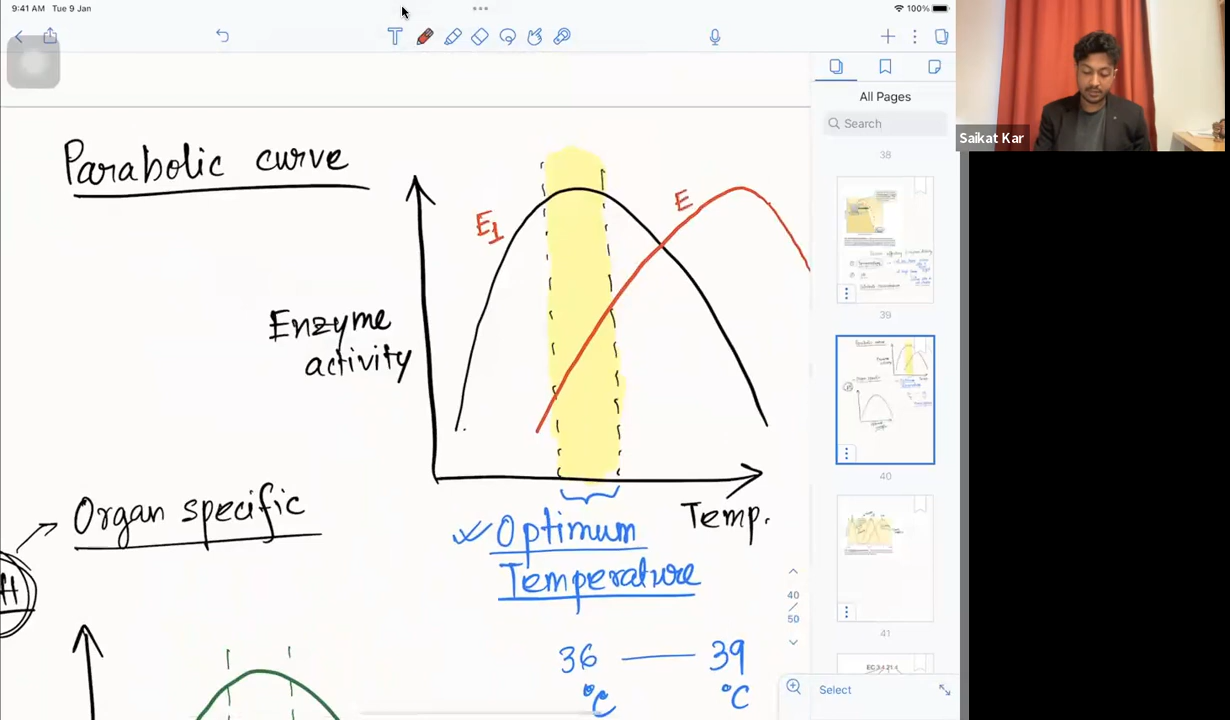 9:41 AM Tue 9 Jan
100%
T
All Pages
Search
Saikat Kar
38
39
40
41
Parabolic curve
E1
E
Enzyme
activity
Temp.
Optimum
Temperature
36 — 39
°C °C
Organ specific
40
/
50
Select